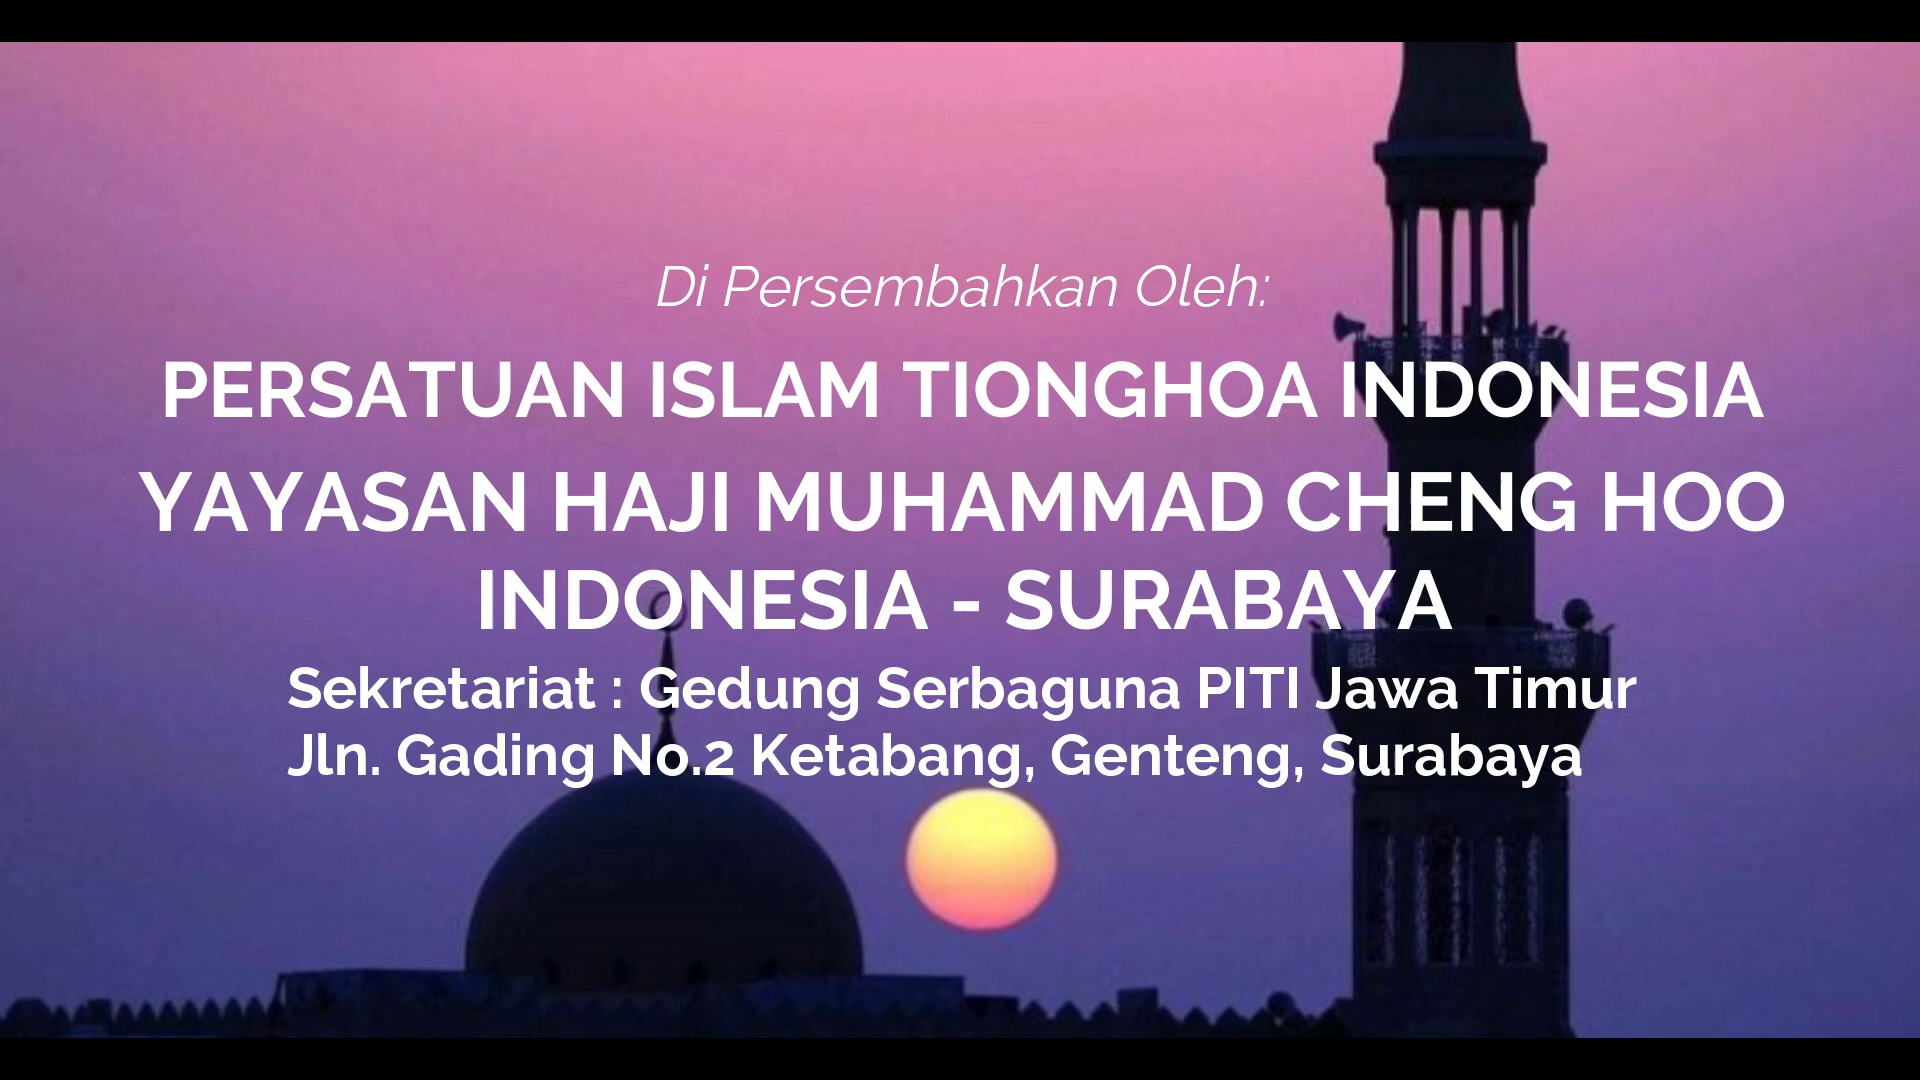 Di Persembahkan Oleh:
PERSATUAN ISLAM TIONGHOA INDONESIA
YAYASAN HAJI MUHAMMAD CHENG HOO
INDONESIA - SURABAYA
Sekretariat : Gedung Serbaguna PITI Jawa Timur
Jln. Gading No.2 Ketabang, Genteng, Surabaya